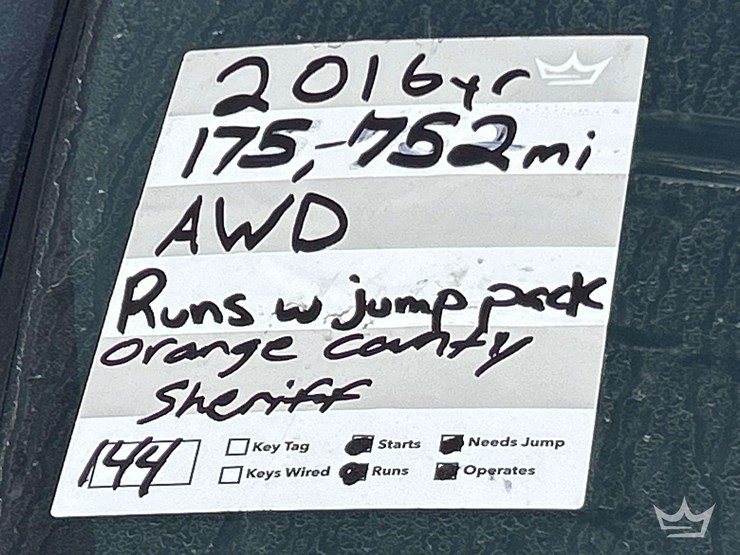 2016yr
175,752mi
AWD
Runs w jump pack
orange county
Sheriff
144
Key Tag Starts Needs Jump
Keys Wired Runs Operates